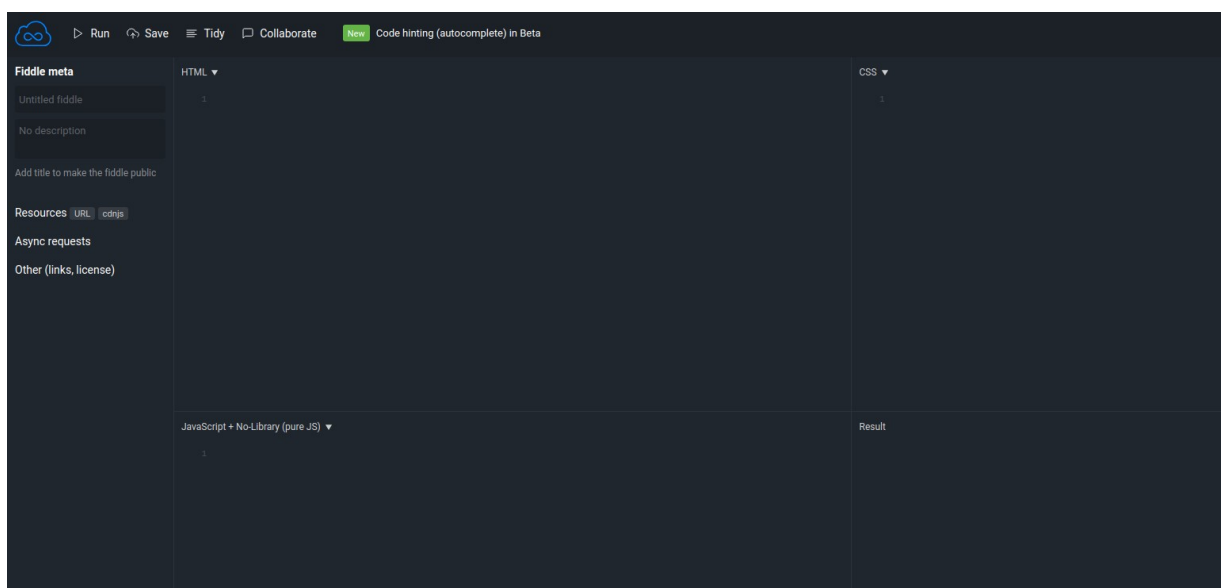 Run Save Tidy Collaborate New Code hinting (autocomplete) in Beta
Fiddle meta
Untitled fiddle
No description
Add title to make the fiddle public
Resources URL cdnjs
Async requests
Other (links, license)
HTML ▼
1
CSS ▼
1
JavaScript + No-Library (pure JS) ▼
1
Result